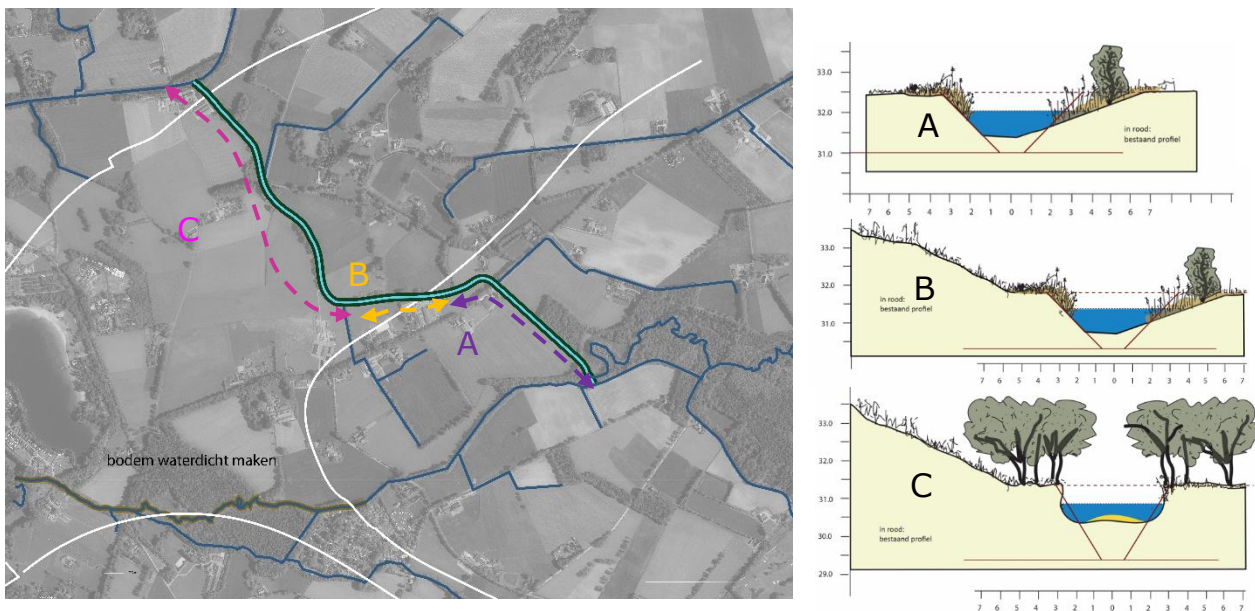 C
B
A
bodem waterdicht maken
33.0
32.0
31.0
A
in rood:
bestaand profiel
7 6 5 4 3 2 1 0 1 2 3 4 5 6 7
33.0
32.0
31.0
B
in rood:
bestaand profiel
7 6 5 4 3 2 1 0 1 2 3 4 5 6 7
33.0
32.0
31.0
30.0
29.0
C
in rood:
bestaand profiel
7 6 5 4 3 2 1 0 1 2 3 4 5 6 7